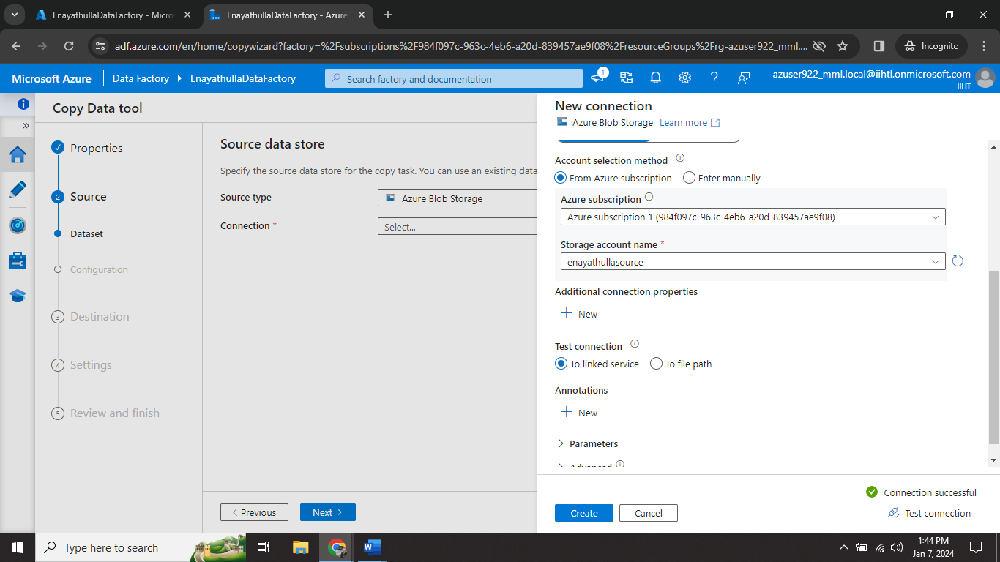 EnayathullaDataFactory - Micro
EnayathullaDataFactory - Azure
adf.azure.com/en/home/copywizard?factory=%2Fsubscriptions%2F984f097c-963c-4eb6-a20d-839457ae9f08%2FresourceGroups%2Frg-azuser922_mml....
Incognito
Microsoft Azure
Data Factory
EnayathullaDataFactory
Search factory and documentation
1
azuser922_mml.local@iihtl.onmicrosoft.com
IIHT
Copy Data tool
Properties
2 Source
Dataset
Configuration
3 Destination
4 Settings
5 Review and finish
Source data store
Specify the source data store for the copy task. You can use an existing data
Source type
Azure Blob Storage
Connection *
Select...
Previous
Next
New connection
Azure Blob Storage Learn more
Account selection method
From Azure subscription Enter manually
Azure subscription
Azure subscription 1 (984f097c-963c-4eb6-a20d-839457ae9f08)
Storage account name *
enayathullasource
Additional connection properties
New
Test connection
To linked service To file path
Annotations
New
Parameters
Advanced
Connection successful
Create
Cancel
Test connection
Type here to search
1:44 PM
Jan 7, 2024